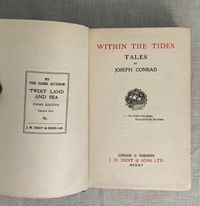 BY
THE SAME AUTHOR
'TWIXT LAND
AND SEA
THIRD EDITION
6s.
J. M. DENT & SONS LTD.
WITHIN THE TIDES
TALES
BY
JOSEPH CONRAD
LONDON & TORONTO
J. M. DENT & SONS LTD.
MCMXV